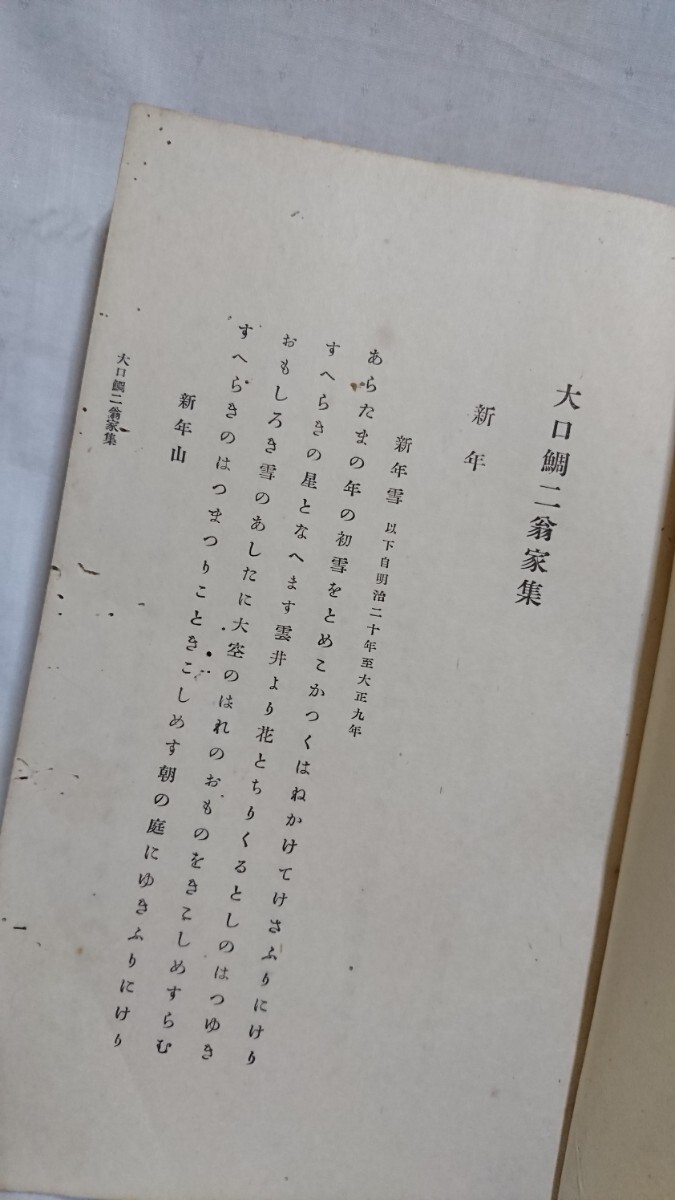 大口鯛二翁家集
新年
新年雪 以下自明治二十年至大正九年
あらたまの年の初雪をとめこかつくはねかけてけさふりにけり
すへらきの星となへます雲井より花とちりくるとしのはつゆき
おもしろき雪のあしたに大空のはれのおものをきこしめすらむ
すへらきのはつまつりこときこしめす朝の庭にゆきふりにけり
新年山
大口鯛二翁家集